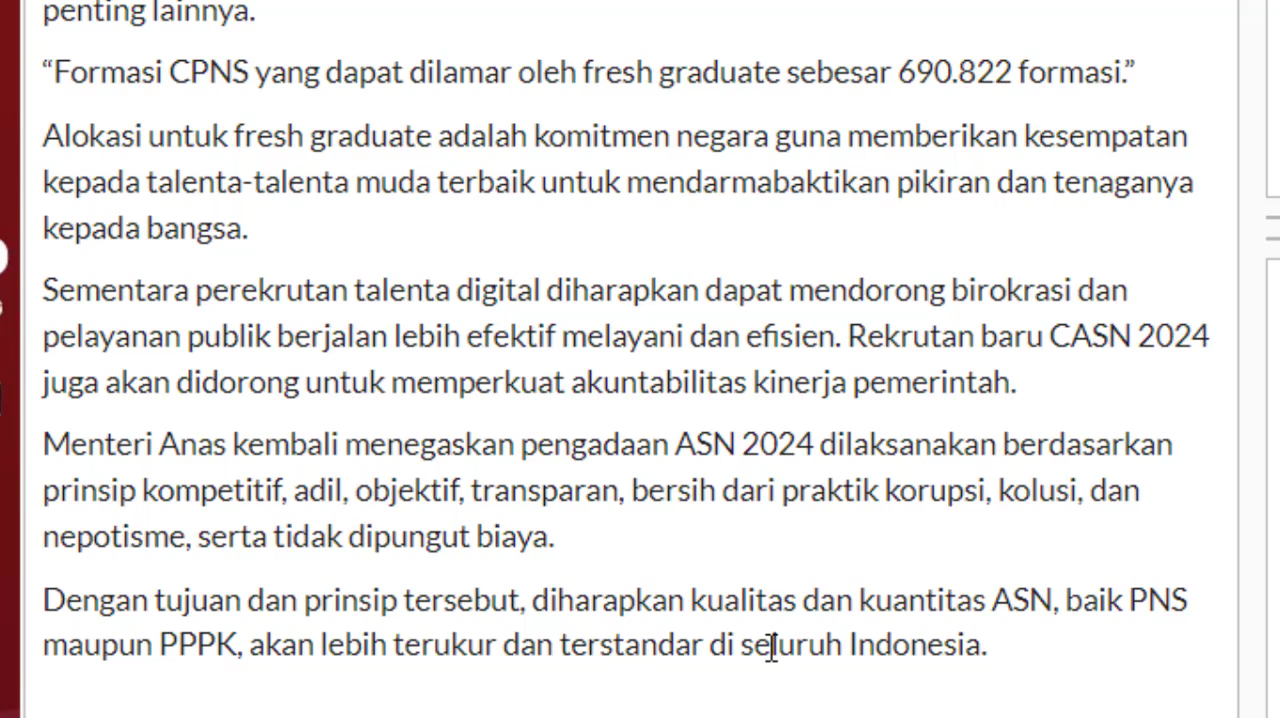 penting lainnya.
“Formasi CPNS yang dapat dilamar oleh fresh graduate sebesar 690.822 formasi.”
Alokasi untuk fresh graduate adalah komitmen negara guna memberikan kesempatan
kepada talenta-talenta muda terbaik untuk mendarmabaktikan pikiran dan tenaganya
kepada bangsa.
Sementara perekrutan talenta digital diharapkan dapat mendorong birokrasi dan
pelayanan publik berjalan lebih efektif melayani dan efisien. Rekrutan baru CASN 2024
juga akan didorong untuk memperkuat akuntabilitas kinerja pemerintah.
Menteri Anas kembali menegaskan pengadaan ASN 2024 dilaksanakan berdasarkan
prinsip kompetitif, adil, objektif, transparan, bersih dari praktik korupsi, kolusi, dan
nepotisme, serta tidak dipungut biaya.
Dengan tujuan dan prinsip tersebut, diharapkan kualitas dan kuantitas ASN, baik PNS
maupun PPPK, akan lebih terukur dan terstandar di seluruh Indonesia.